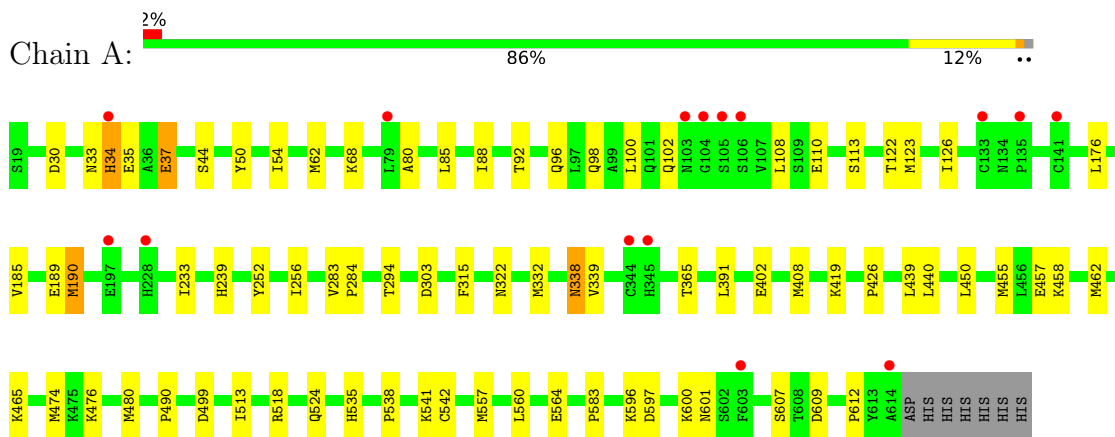 2%
Chain A:
86% 12% ••
S19 D30 N33 H34 E35 A36 E37 S44 Y50 I54 M62 K68 L79 A80 L85 I88 T92 Q96 L97 Q98 A99 L100 Q101 Q102 N103 G104 S105 S106 V107 L108 S109 E110 S113 T122 M123 I126 C133 N134 P135 C141 L176
V185 E189 M190 E197 H228 I233 H239 Y252 I256 V283 P284 T294 D303 F315 N322 M332 N338 V339 C344 H345 T365 L391 E402 M408 K419 P426 L439 L440 L450 M455 L456 E457 K458 M462
K465 M474 K475 K476 M480 P490 D499 I513 R518 Q524 H535 P538 K541 C542 M557 L560 E564 P583 K596 D597 K600 N601 S602 F603 S607 T608 D609 P612 Y613 A614 ASP HIS HIS HIS HIS HIS HIS